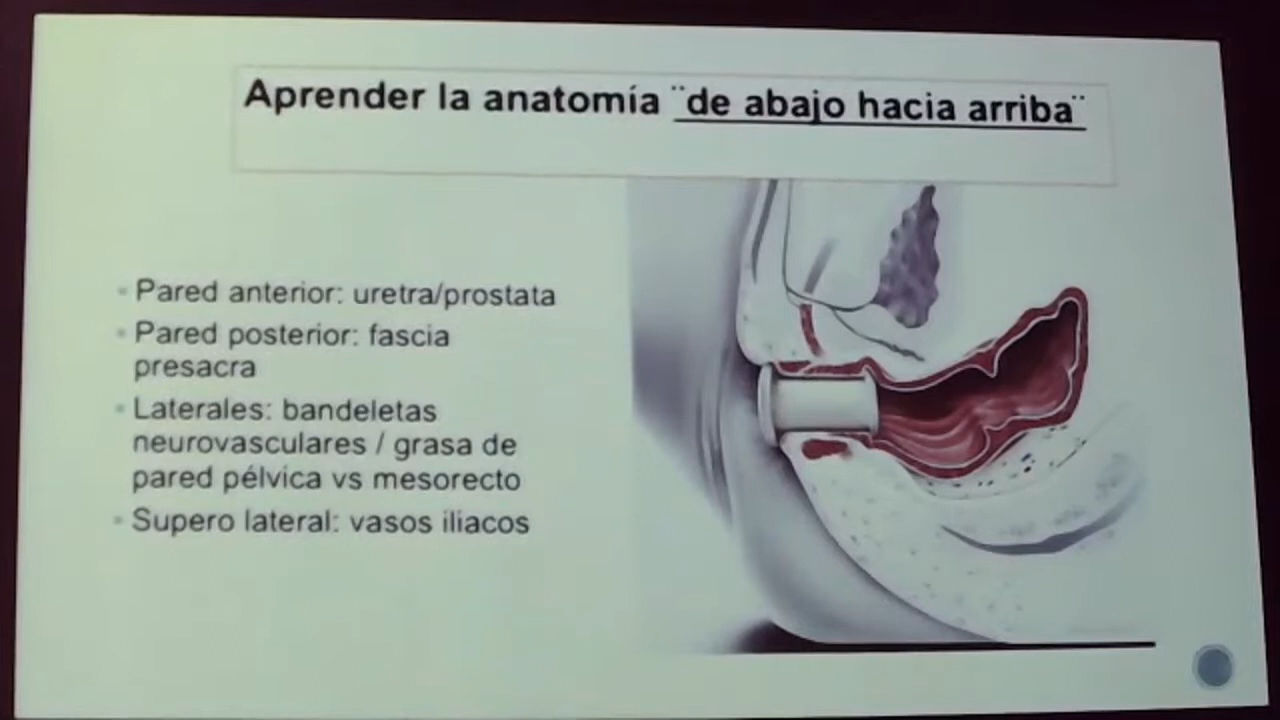 Aprender la anatomía ¨de abajo hacia arriba¨
Pared anterior: uretra/prostata
Pared posterior: fascia
presacra
Laterales: bandeletas
neurovasculares / grasa de
pared pélvica vs mesorecto
Supero lateral: vasos iliacos